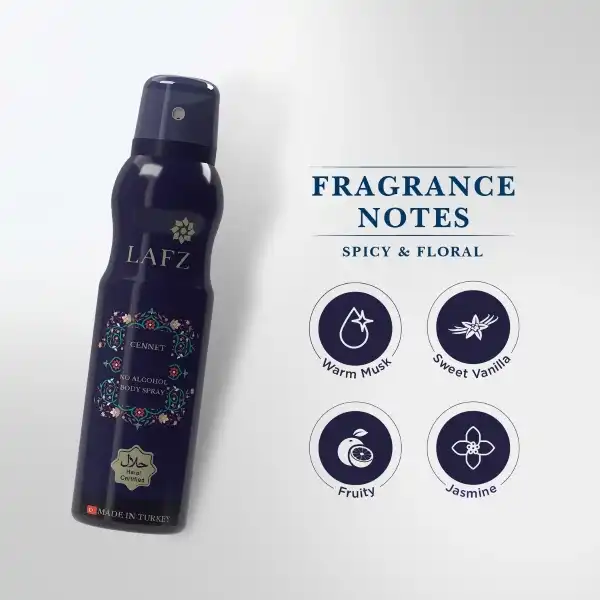 LAFZ
CENNET
NO ALCOHOL
BODY SPRAY
حلال
Halal
Certified
MADE IN TURKEY
FRAGRANCE
NOTES
SPICY & FLORAL
Warm Musk
Sweet Vanilla
Fruity
Jasmine